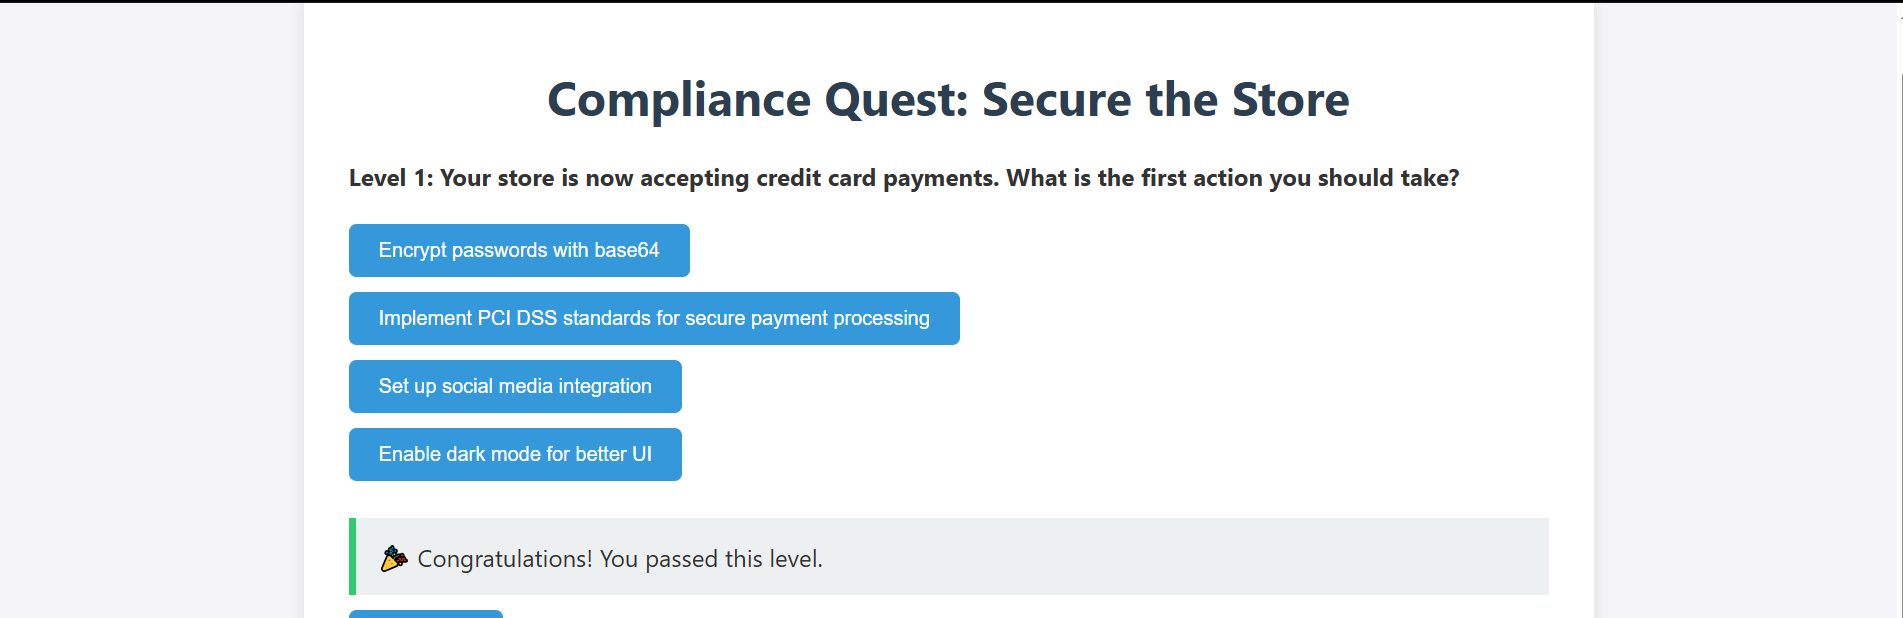 Compliance Quest: Secure the Store
Level 1: Your store is now accepting credit card payments. What is the first action you should take?
Encrypt passwords with base64
Implement PCI DSS standards for secure payment processing
Set up social media integration
Enable dark mode for better UI
🎉 Congratulations! You passed this level.